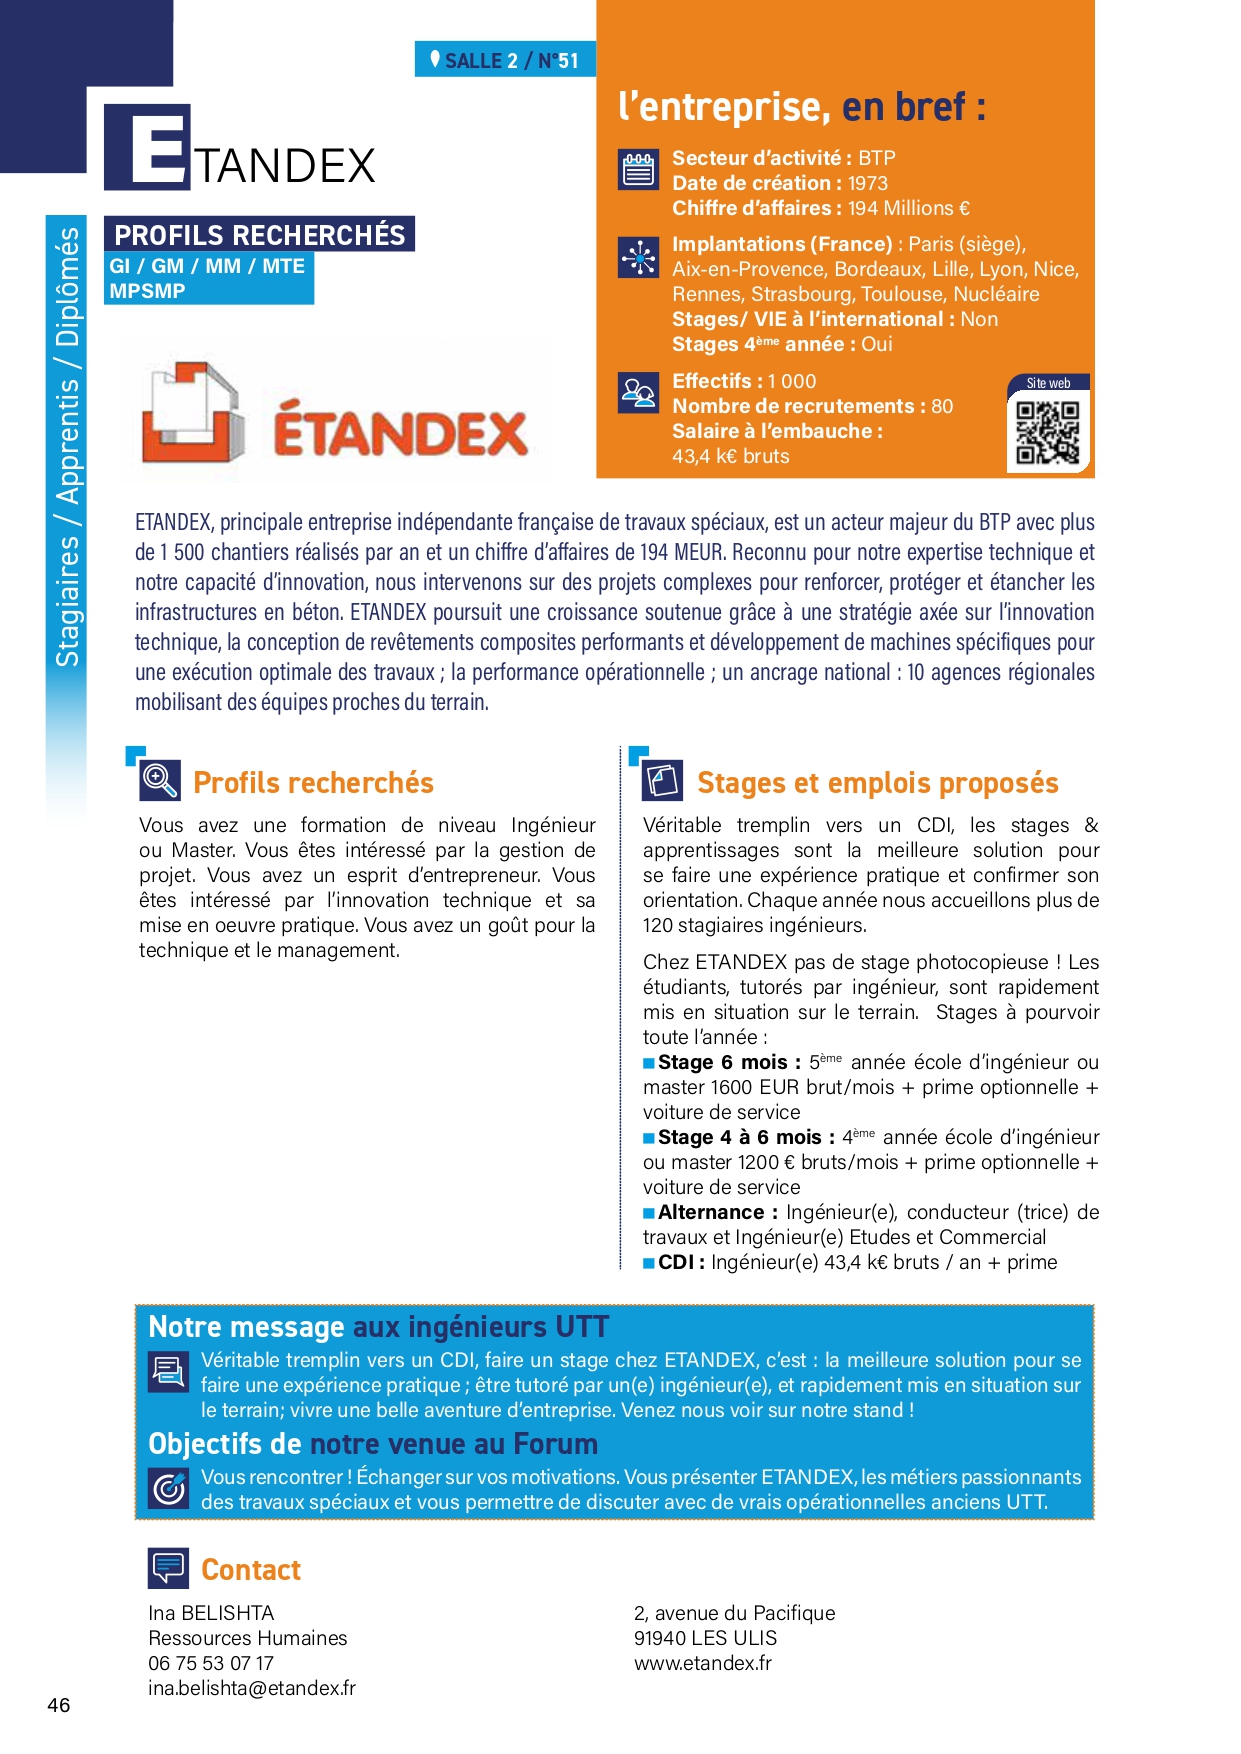 SALLE 2 / N°51
ETANDEX
PROFILS RECHERCHÉS
GI / GM / MM / MTE
MPSMP
Stagiaires / Apprentis / Diplômés
ÉTANDEX
l'entreprise, en bref :
Secteur d'activité : BTP
Date de création : 1973
Chiffre d'affaires : 194 Millions €
Implantations (France) : Paris (siège),
Aix-en-Provence, Bordeaux, Lille, Lyon, Nice,
Rennes, Strasbourg, Toulouse, Nucléaire
Stages/ VIE à l'international : Non
Stages 4ème année : Oui
Effectifs : 1 000
Nombre de recrutements : 80
Salaire à l'embauche :
43,4 k€ bruts
Site web
ETANDEX, principale entreprise indépendante française de travaux spéciaux, est un acteur majeur du BTP avec plus
de 1 500 chantiers réalisés par an et un chiffre d'affaires de 194 MEUR. Reconnu pour notre expertise technique et
notre capacité d'innovation, nous intervenons sur des projets complexes pour renforcer, protéger et étancher les
infrastructures en béton. ETANDEX poursuit une croissance soutenue grâce à une stratégie axée sur l'innovation
technique, la conception de revêtements composites performants et développement de machines spécifiques pour
une exécution optimale des travaux ; la performance opérationnelle ; un ancrage national : 10 agences régionales
mobilisant des équipes proches du terrain.
Profils recherchés
Vous avez une formation de niveau Ingénieur
ou Master. Vous êtes intéressé par la gestion de
projet. Vous avez un esprit d'entrepreneur. Vous
êtes intéressé par l'innovation technique et sa
mise en oeuvre pratique. Vous avez un goût pour la
technique et le management.
Stages et emplois proposés
Véritable tremplin vers un CDI, les stages &
apprentissages sont la meilleure solution pour
se faire une expérience pratique et confirmer son
orientation. Chaque année nous accueillons plus de
120 stagiaires ingénieurs.
Chez ETANDEX pas de stage photocopieuse ! Les
étudiants, tutorés par ingénieur, sont rapidement
mis en situation sur le terrain. Stages à pourvoir
toute l'année :
Stage 6 mois : 5ème année école d'ingénieur ou
master 1600 EUR brut/mois + prime optionnelle +
voiture de service
Stage 4 à 6 mois : 4ème année école d'ingénieur
ou master 1200 € bruts/mois + prime optionnelle +
voiture de service
Alternance : Ingénieur(e), conducteur (trice) de
travaux et Ingénieur(e) Etudes et Commercial
CDI : Ingénieur(e) 43,4 k€ bruts / an + prime
Notre message aux ingénieurs UTT
Véritable tremplin vers un CDI, faire un stage chez ETANDEX, c'est : la meilleure solution pour se
faire une expérience pratique ; être tutoré par un(e) ingénieur(e), et rapidement mis en situation sur
le terrain; vivre une belle aventure d'entreprise. Venez nous voir sur notre stand !
Objectifs de notre venue au Forum
Vous rencontrer ! Échanger sur vos motivations. Vous présenter ETANDEX, les métiers passionnants
des travaux spéciaux et vous permettre de discuter avec de vrais opérationnelles anciens UTT.
Contact
Ina BELISHTA
Ressources Humaines
06 75 53 07 17
ina.belishta@etandex.fr
2, avenue du Pacifique
91940 LES ULIS
www.etandex.fr
46